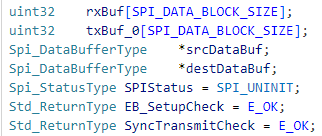 uint32 rxBuf[SPI_DATA_BLOCK_SIZE];
uint32 txBuf_0[SPI_DATA_BLOCK_SIZE];
Spi_DataBufferType *srcDataBuf;
Spi_DataBufferType *destDataBuf;
Spi_StatusType SPIStatus = SPI_UNINIT;
Std_ReturnType EB_SetupCheck = E_OK;
Std_ReturnType SyncTransmitCheck = E_OK;